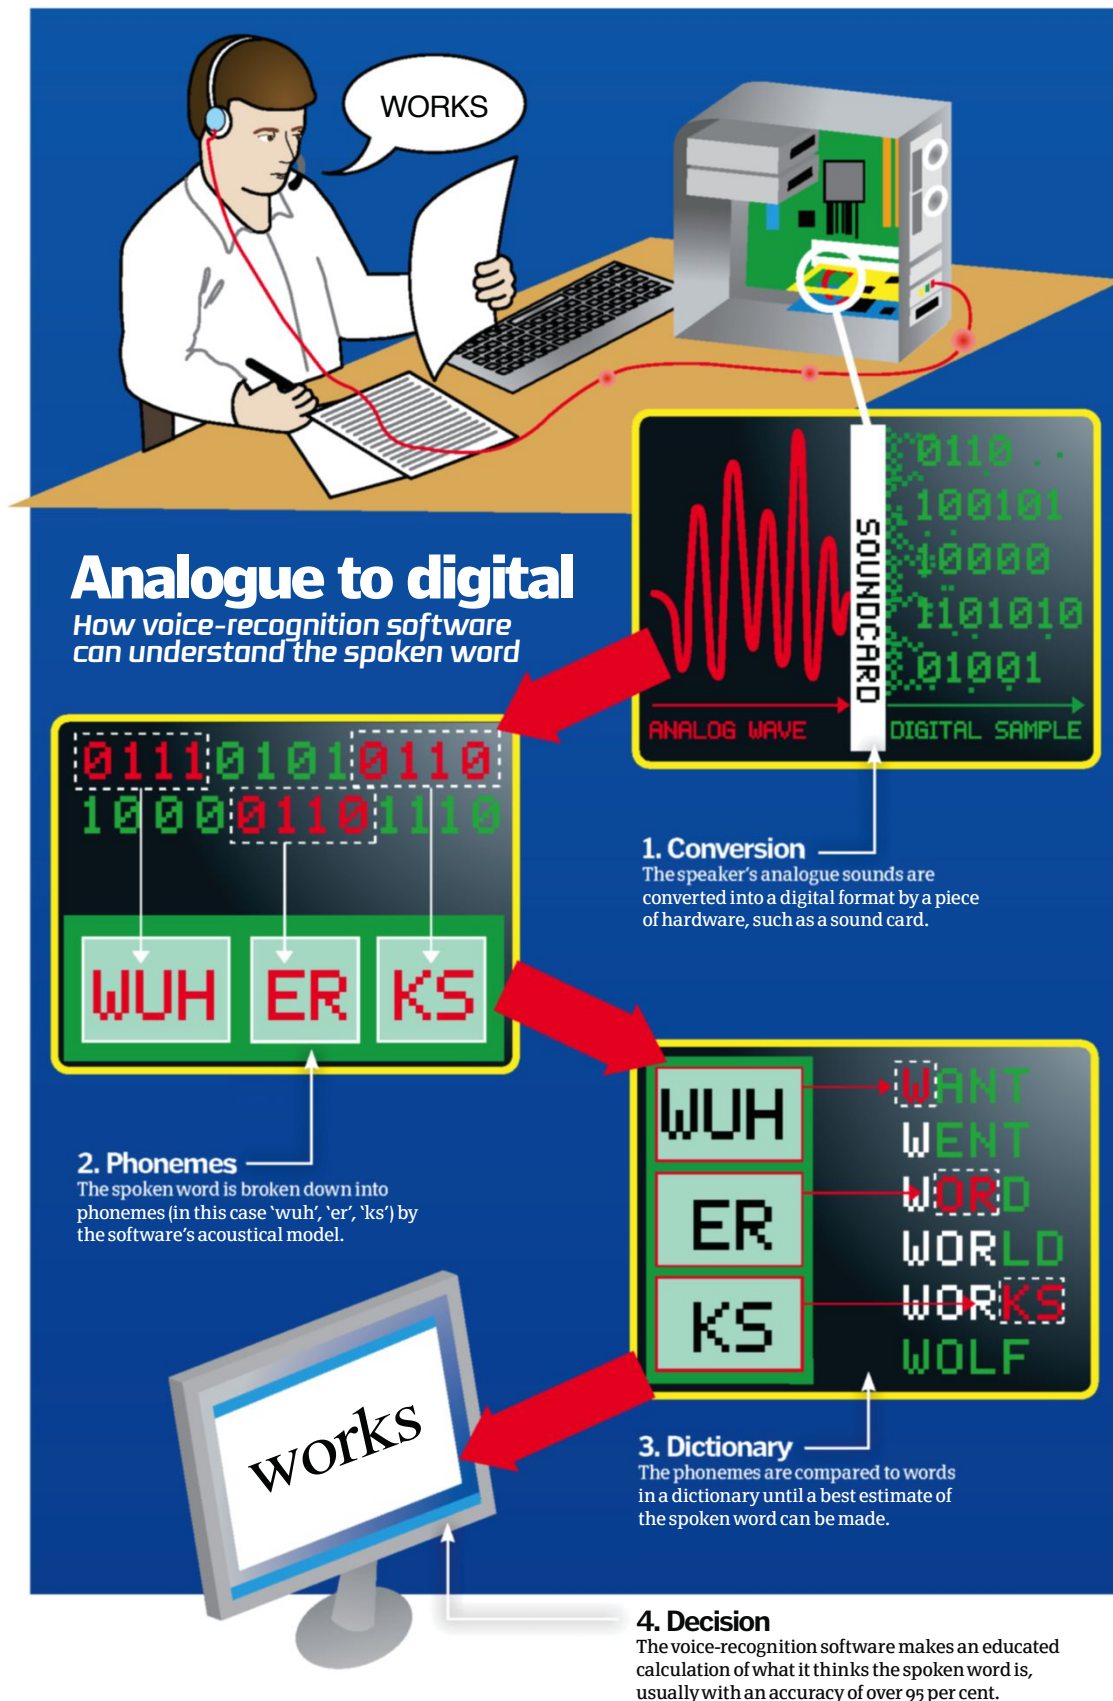 WORKS
Analogue to digital
How voice-recognition software
can understand the spoken word
0110
100101
10000
1101010
01001
SOUNDCARD
ANALOG WAVE
DIGITAL SAMPLE
1. Conversion
The speaker's analogue sounds are
converted into a digital format by a piece
of hardware, such as a sound card.
011101010110
100001101110
WUH ER KS
2. Phonemes
The spoken word is broken down into
phonemes (in this case 'wuh', 'er', 'ks') by
the software's acoustical model.
WUH
ER
KS
WANT
WENT
WORD
WORLD
WORKS
WOLF
3. Dictionary
The phonemes are compared to words
in a dictionary until a best estimate of
the spoken word can be made.
works
4. Decision
The voice-recognition software makes an educated
calculation of what it thinks the spoken word is,
usually with an accuracy of over 95 per cent.